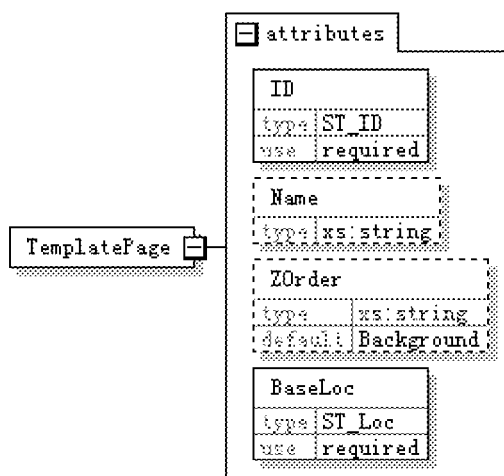 attributes
ID
type ST_ID
use required
Name
type xs:string
TemplatePage
ZOrder
type xs:string
default Background
BaseLoc
type ST_Loc
use required